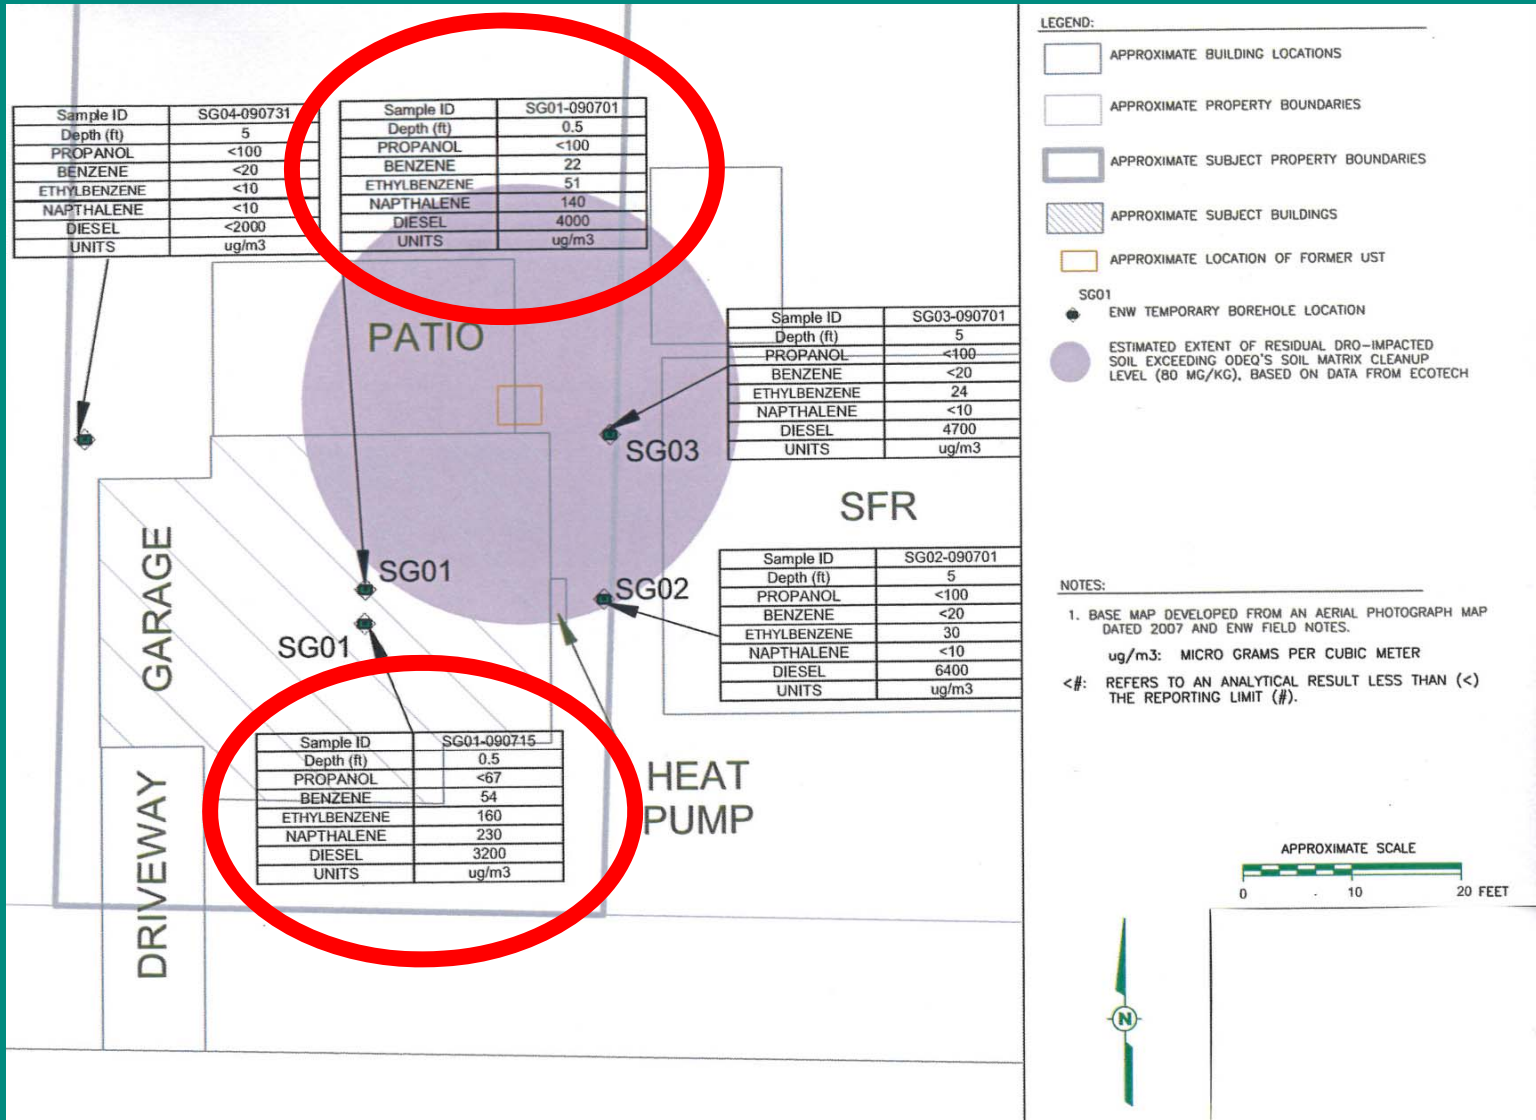 Sample ID SG04-090731
Depth (ft) 5
PROPANOL <100
BENZENE <20
ETHYLBENZENE <10
NAPTHALENE <10
DIESEL <2000
UNITS ug/m3
Sample ID SG01-090701
Depth (ft) 0.5
PROPANOL <100
BENZENE 22
ETHYLBENZENE 51
NAPTHALENE 140
DIESEL 4000
UNITS ug/m3
PATIO
Sample ID SG03-090701
Depth (ft) 5
PROPANOL <100
BENZENE <20
ETHYLBENZENE 24
NAPTHALENE <10
DIESEL 4700
UNITS ug/m3
SG03
SFR
GARAGE
SG01
SG02
SG01
Sample ID SG02-090701
Depth (ft) 5
PROPANOL <100
BENZENE <20
ETHYLBENZENE 30
NAPTHALENE <10
DIESEL 6400
UNITS ug/m3
Sample ID SG01-090715
Depth (ft) 0.5
PROPANOL <67
BENZENE 54
ETHYLBENZENE 160
NAPTHALENE 230
DIESEL 3200
UNITS ug/m3
HEAT
PUMP
DRIVEWAY
LEGEND:
APPROXIMATE BUILDING LOCATIONS
APPROXIMATE PROPERTY BOUNDARIES
APPROXIMATE SUBJECT PROPERTY BOUNDARIES
APPROXIMATE SUBJECT BUILDINGS
APPROXIMATE LOCATION OF FORMER UST
SG01
ENW TEMPORARY BOREHOLE LOCATION
ESTIMATED EXTENT OF RESIDUAL DRO-IMPACTED
SOIL EXCEEDING ODEQ'S SOIL MATRIX CLEANUP
LEVEL (80 MG/KG), BASED ON DATA FROM ECOTECH
NOTES:
1. BASE MAP DEVELOPED FROM AN AERIAL PHOTOGRAPH MAP
DATED 2007 AND ENW FIELD NOTES.
ug/m3: MICRO GRAMS PER CUBIC METER
<#: REFERS TO AN ANALYTICAL RESULT LESS THAN (<)
THE REPORTING LIMIT (#).
APPROXIMATE SCALE
0 10 20 FEET
N